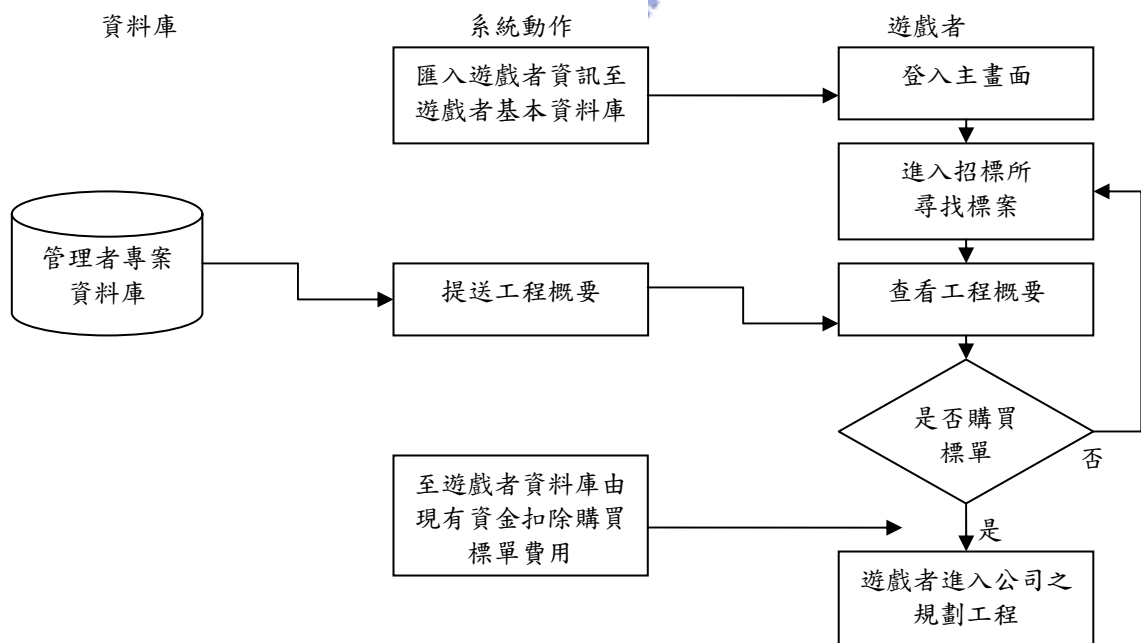 資料庫
系統動作
遊戲者
匯入遊戲者資訊至
遊戲者基本資料庫
登入主畫面
進入招標所
尋找標案
管理者專案
資料庫
提送工程概要
查看工程概要
是否購買
標單
否
至遊戲者資料庫由
現有資金扣除購買
標單費用
是
遊戲者進入公司之
規劃工程